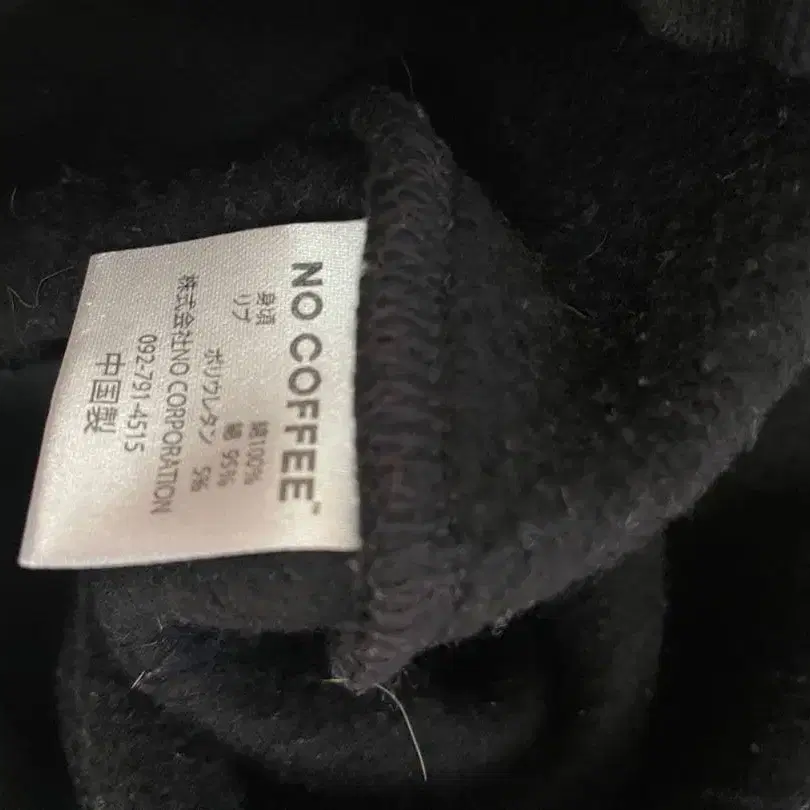 NO COFFEE™
身頃 綿100%
リブ 綿 95%
ポリウレタン 5%
株式会社NO CORPORATION
092-791-4515
中国製